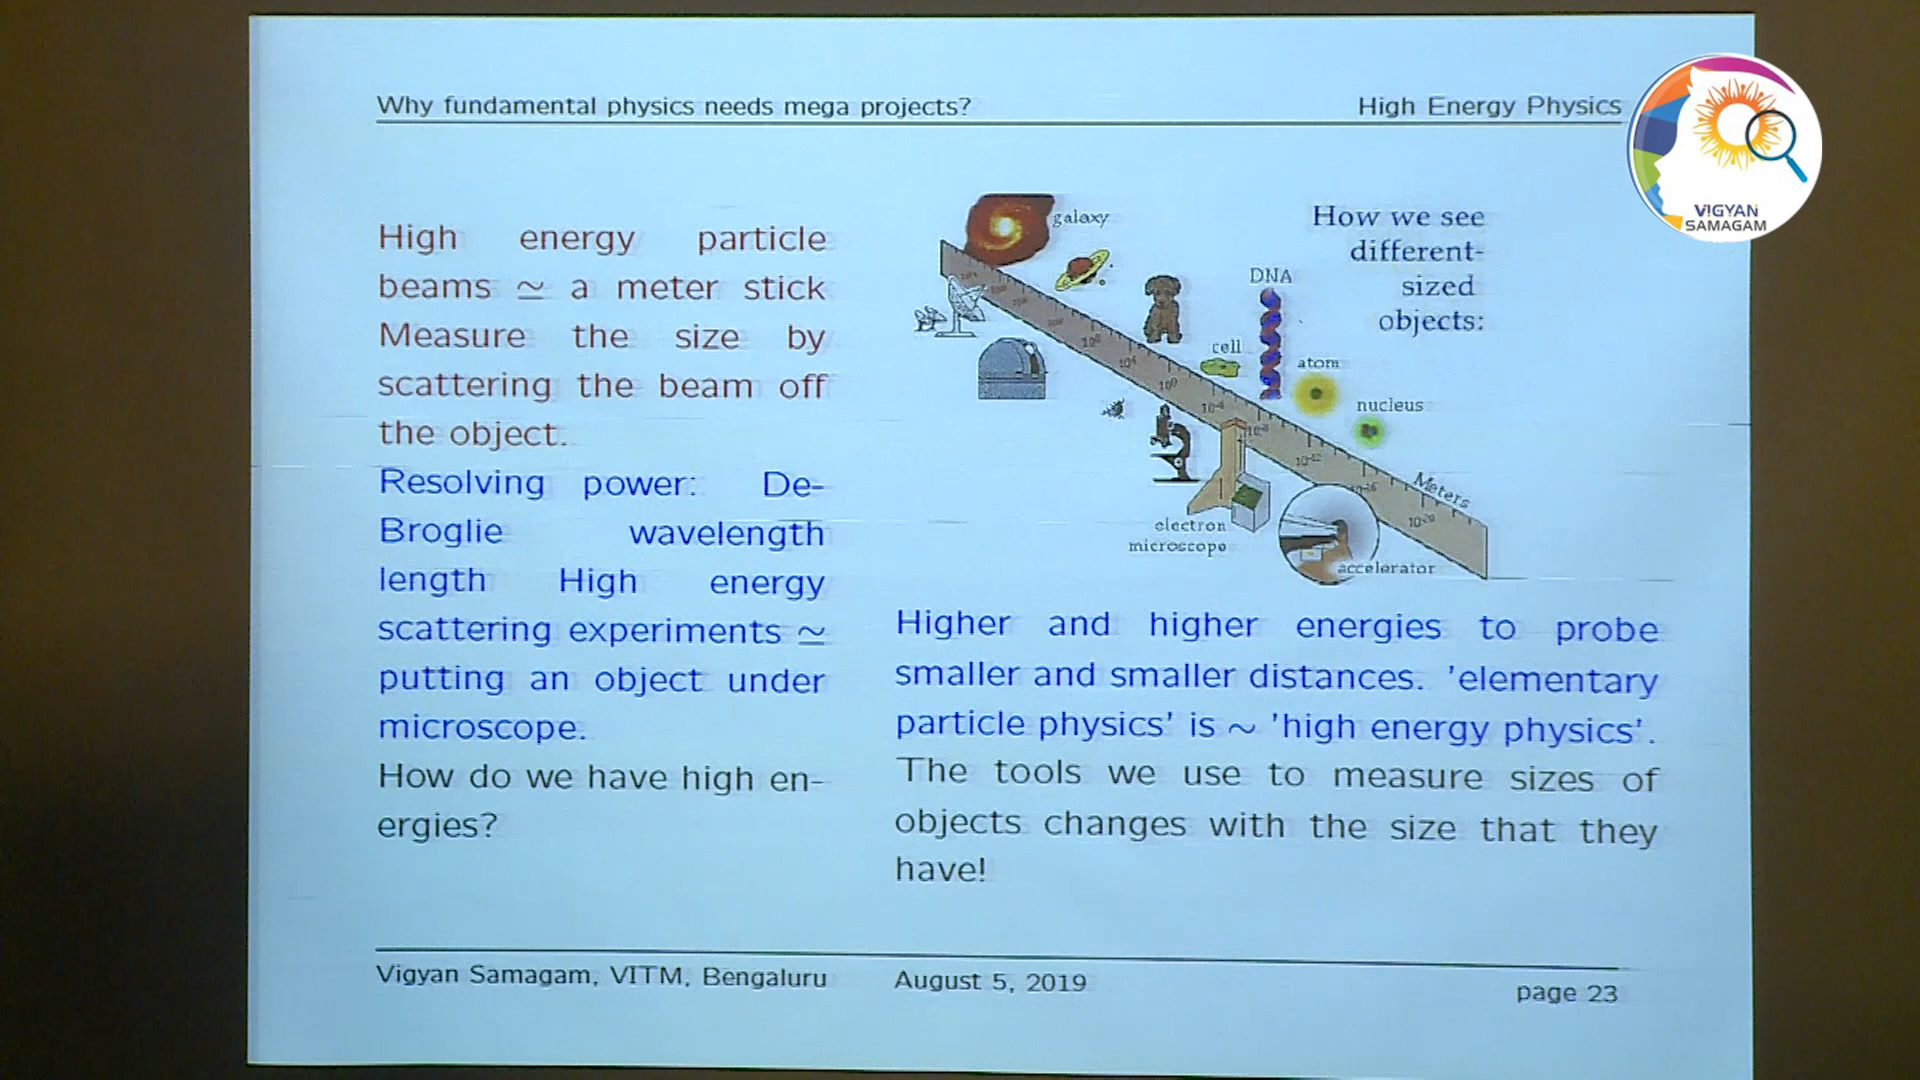 Why fundamental physics needs mega projects?
High Energy Physics
VIGYAN
SAMAGAM
High energy particle
beams ≃ a meter stick
Measure the size by
scattering the beam off
the object.
Resolving power: De-
Broglie wavelength
length High energy
scattering experiments ≃
putting an object under
microscope.
How do we have high en-
ergies?
How we see
different-
sized
objects:
galaxy
DNA
cell
atom
nucleus
10⁰
10⁻¹²
10⁻²⁰
Meters
electron
microscope
accelerator
Higher and higher energies to probe
smaller and smaller distances. 'elementary
particle physics' is ∼ 'high energy physics'.
The tools we use to measure sizes of
objects changes with the size that they
have!
Vigyan Samagam, VITM, Bengaluru
August 5, 2019
page 23